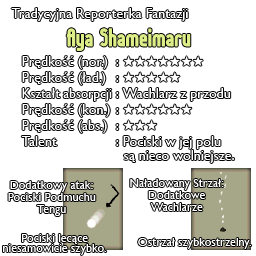 Tradycyjna Reporterka Fantazji
Aya Shameimaru
Prędkość (nor.) : ☆☆☆☆☆☆☆
Prędkość (ład.) : ☆☆☆☆☆
Kształt absorpcji : Wachlarz z przodu
Prędkość (kon.) : ☆☆☆☆☆☆
Prędkość (abs.) : ☆☆☆
Talent : Pociski w jej polu
są nieco wolniejsze.
Dodatkowy atak:
Pociski Podmuchu
Tengu
Pociski lecące
niesamowicie szybko.
Naładowany Strzał:
Dodatkowe
Wachlarze
Ostrzał szybkostrzelny.